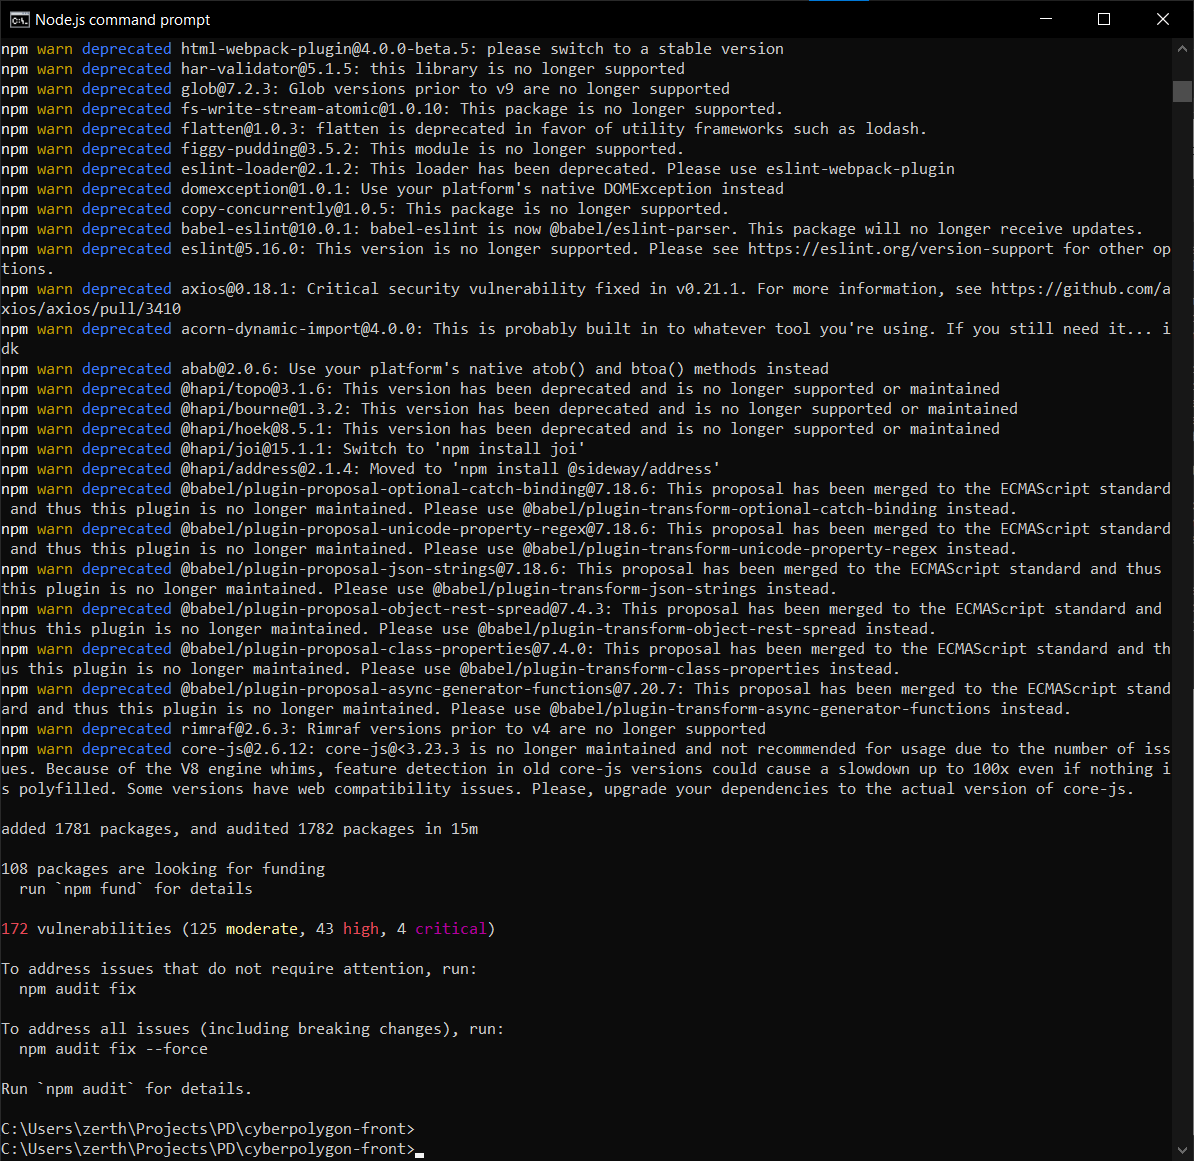 Node.js command prompt
npm warn deprecated html-webpack-plugin@4.0.0-beta.5: please switch to a stable version
npm warn deprecated har-validator@5.1.5: this library is no longer supported
npm warn deprecated glob@7.2.3: Glob versions prior to v9 are no longer supported
npm warn deprecated fs-write-stream-atomic@1.0.10: This package is no longer supported.
npm warn deprecated flatten@1.0.3: flatten is deprecated in favor of utility frameworks such as lodash.
npm warn deprecated figgy-pudding@3.5.2: This module is no longer supported.
npm warn deprecated eslint-loader@2.1.2: This loader has been deprecated. Please use eslint-webpack-plugin
npm warn deprecated domexception@1.0.1: Use your platform's native DOMException instead
npm warn deprecated copy-concurrently@1.0.5: This package is no longer supported.
npm warn deprecated babel-eslint@10.0.1: babel-eslint is now @babel/eslint-parser. This package will no longer receive updates.
npm warn deprecated eslint@5.16.0: This version is no longer supported. Please see https://eslint.org/version-support for other op
tions.
npm warn deprecated axios@0.18.1: Critical security vulnerability fixed in v0.21.1. For more information, see https://github.com/a
xios/axios/pull/3410
npm warn deprecated acorn-dynamic-import@4.0.0: This is probably built in to whatever tool you're using. If you still need it... i
dk
npm warn deprecated abab@2.0.6: Use your platform's native atob() and btoa() methods instead
npm warn deprecated @hapi/topo@3.1.6: This version has been deprecated and is no longer supported or maintained
npm warn deprecated @hapi/bourne@1.3.2: This version has been deprecated and is no longer supported or maintained
npm warn deprecated @hapi/hoek@8.5.1: This version has been deprecated and is no longer supported or maintained
npm warn deprecated @hapi/joi@15.1.1: Switch to 'npm install joi'
npm warn deprecated @hapi/address@2.1.4: Moved to 'npm install @sideway/address'
npm warn deprecated @babel/plugin-proposal-optional-catch-binding@7.18.6: This proposal has been merged to the ECMAScript standard
 and thus this plugin is no longer maintained. Please use @babel/plugin-transform-optional-catch-binding instead.
npm warn deprecated @babel/plugin-proposal-unicode-property-regex@7.18.6: This proposal has been merged to the ECMAScript standard
 and thus this plugin is no longer maintained. Please use @babel/plugin-transform-unicode-property-regex instead.
npm warn deprecated @babel/plugin-proposal-json-strings@7.18.6: This proposal has been merged to the ECMAScript standard and thus
this plugin is no longer maintained. Please use @babel/plugin-transform-json-strings instead.
npm warn deprecated @babel/plugin-proposal-object-rest-spread@7.4.3: This proposal has been merged to the ECMAScript standard and
thus this plugin is no longer maintained. Please use @babel/plugin-transform-object-rest-spread instead.
npm warn deprecated @babel/plugin-proposal-class-properties@7.4.0: This proposal has been merged to the ECMAScript standard and th
us this plugin is no longer maintained. Please use @babel/plugin-transform-class-properties instead.
npm warn deprecated @babel/plugin-proposal-async-generator-functions@7.20.7: This proposal has been merged to the ECMAScript stand
ard and thus this plugin is no longer maintained. Please use @babel/plugin-transform-async-generator-functions instead.
npm warn deprecated rimraf@2.6.3: Rimraf versions prior to v4 are no longer supported
npm warn deprecated core-js@2.6.12: core-js@<3.23.3 is no longer maintained and not recommended for usage due to the number of iss
ues. Because of the V8 engine whims, feature detection in old core-js versions could cause a slowdown up to 100x even if nothing i
s polyfilled. Some versions have web compatibility issues. Please, upgrade your dependencies to the actual version of core-js.
added 1781 packages, and audited 1782 packages in 15m
108 packages are looking for funding
  run `npm fund` for details
172 vulnerabilities (125 moderate, 43 high, 4 critical)
To address issues that do not require attention, run:
  npm audit fix
To address all issues (including breaking changes), run:
  npm audit fix --force
Run `npm audit` for details.
C:\Users\zerth\Projects\PD\cyberpolygon-front>
C:\Users\zerth\Projects\PD\cyberpolygon-front>